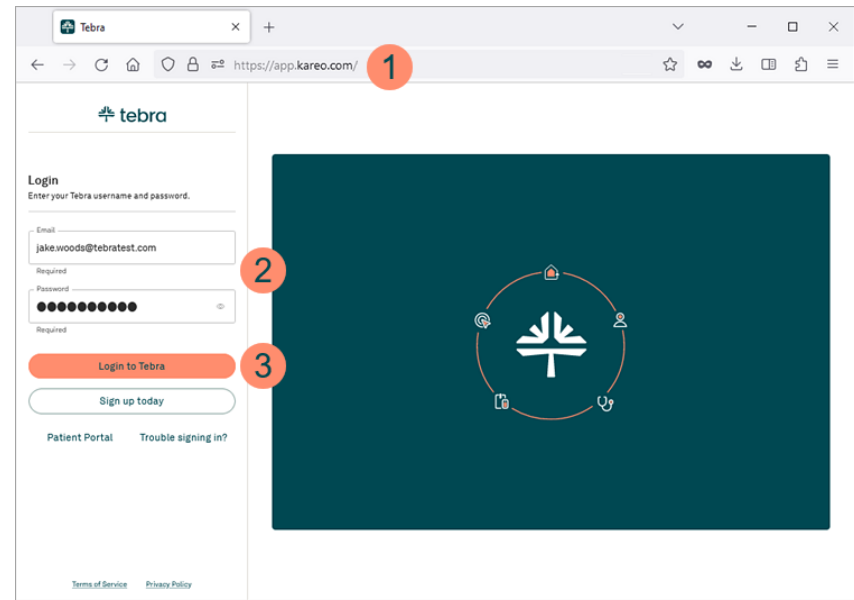 Tebra
https://app.kareo.com/
1
tebra
Login
Enter your Tebra username and password.
Email
jake.woods@tebratest.com
Required
2
Password
Required
Login to Tebra
3
Sign up today
Patient Portal Trouble signing in?
Terms of Service Privacy Policy